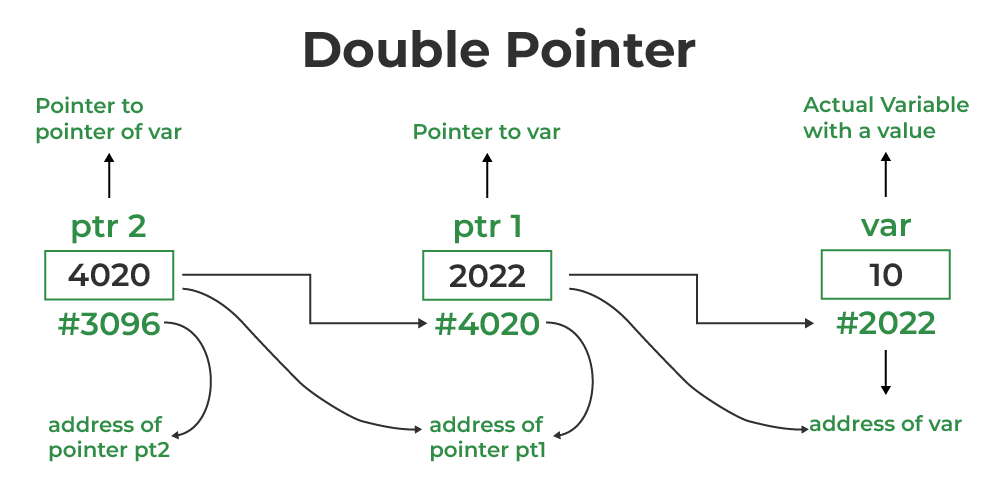 Double Pointer
Pointer to
pointer of var
Pointer to var
Actual Variable
with a value
ptr 2
ptr 1
var
4020
2022
10
#3096
#4020
#2022
address of
pointer pt2
address of
pointer pt1
address of var